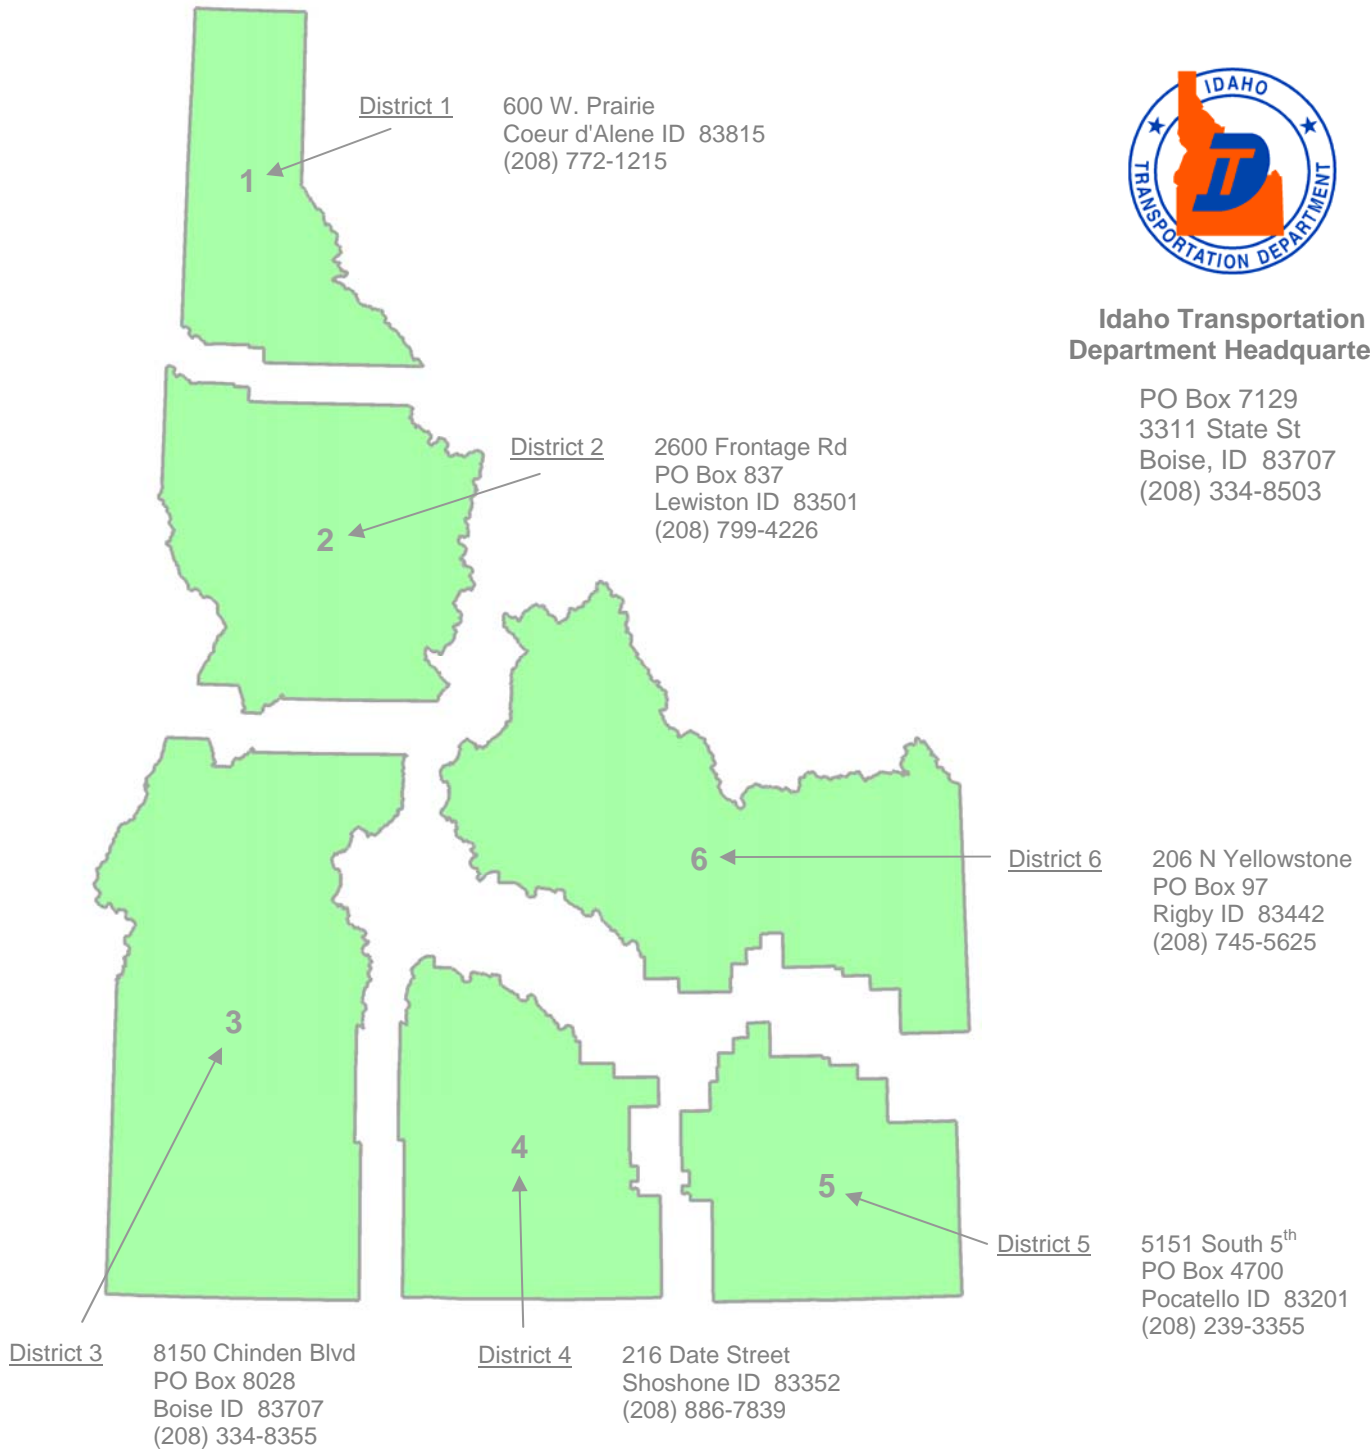 District 1
600 W. Prairie
Coeur d'Alene ID  83815
(208) 772-1215
1
IDAHO
TRANSPORTATION DEPARTMENT
ID
Idaho Transportation
Department Headquarte
PO Box 7129
3311 State St
Boise, ID  83707
(208) 334-8503
District 2
2600 Frontage Rd
PO Box 837
Lewiston ID  83501
(208) 799-4226
2
6
District 6
206 N Yellowstone
PO Box 97
Rigby ID  83442
(208) 745-5625
3
4
5
District 5
5151 South 5th
PO Box 4700
Pocatello ID  83201
(208) 239-3355
District 3
8150 Chinden Blvd
PO Box 8028
Boise ID  83707
(208) 334-8355
District 4
216 Date Street
Shoshone ID  83352
(208) 886-7839